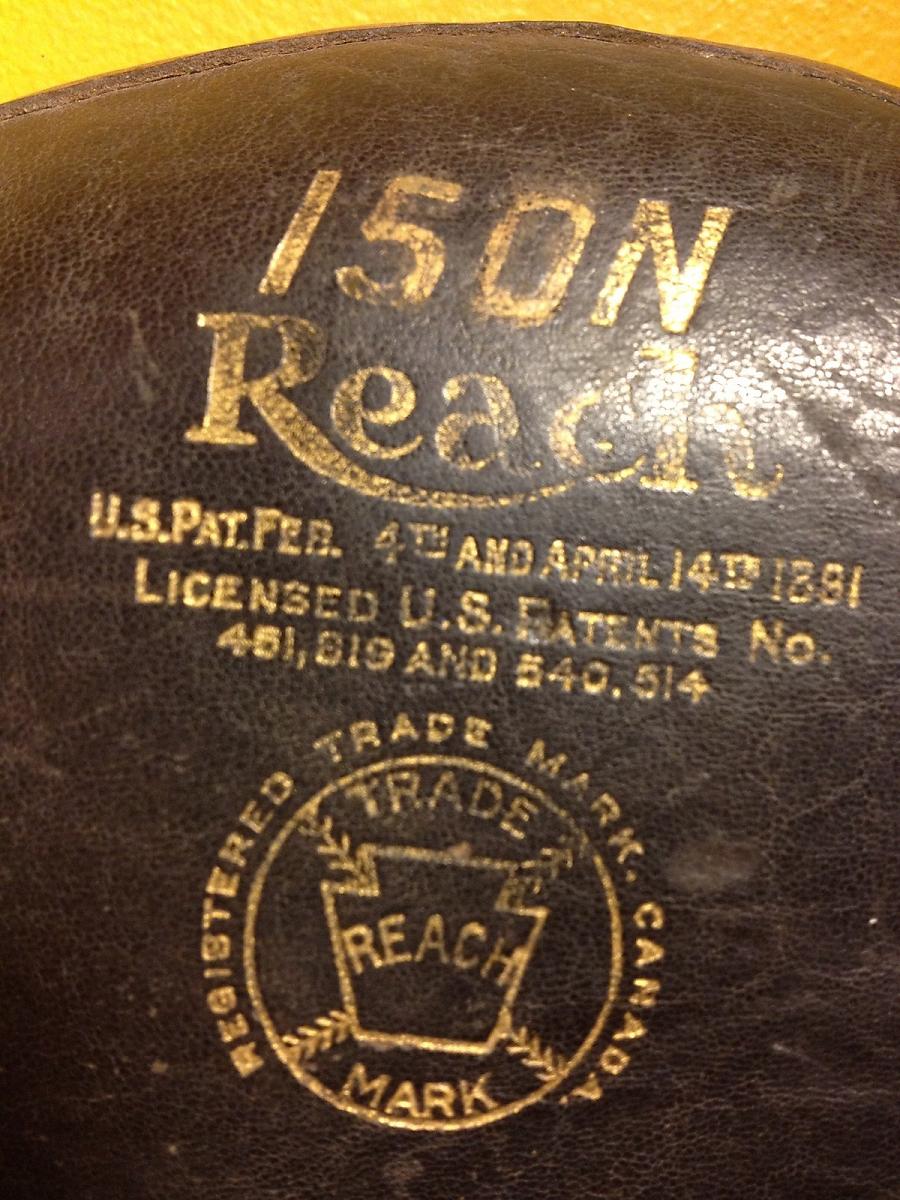 150N
Reach
U.S. PAT. FEB. 4TH AND APRIL 14TH 1891
LICENSED U.S. PATENTS No.
461,819 AND 540,514
REGISTERED TRADE MARK. CANADA.
TRADE
REACH
MARK